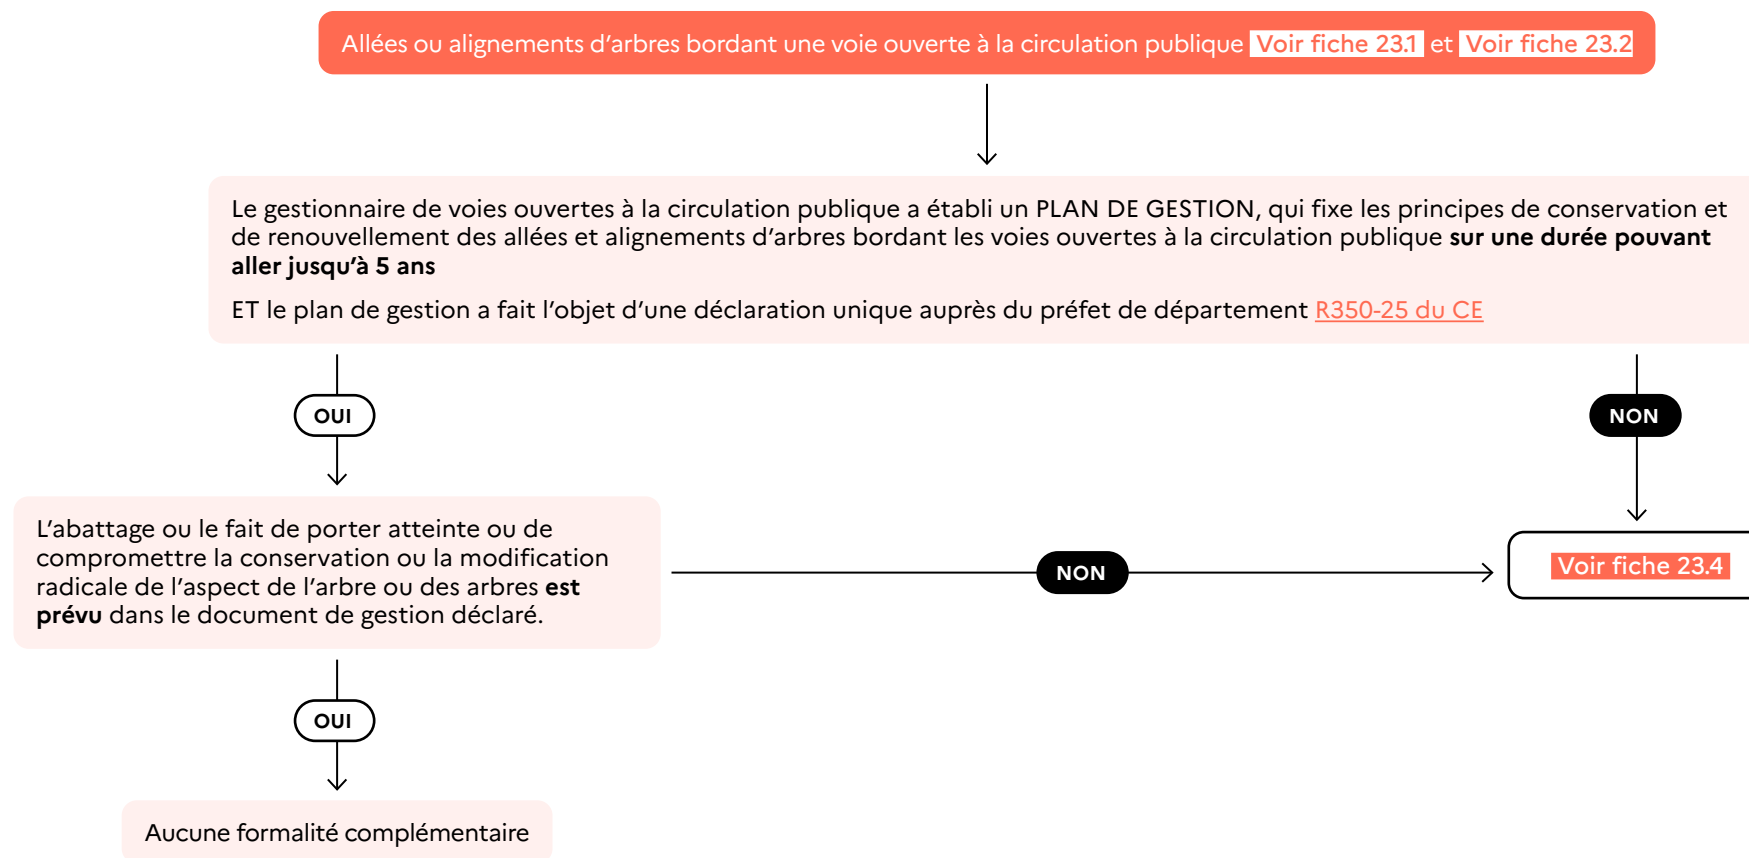 Allées ou alignements d’arbres bordant une voie ouverte à la circulation publique Voir fiche 23.1 et Voir fiche 23.2
Le gestionnaire de voies ouvertes à la circulation publique a établi un PLAN DE GESTION, qui fixe les principes de conservation et
de renouvellement des allées et alignements d’arbres bordant les voies ouvertes à la circulation publique sur une durée pouvant
aller jusqu’à 5 ans
ET le plan de gestion a fait l’objet d’une déclaration unique auprès du préfet de département R350-25 du CE
OUI
NON
L’abattage ou le fait de porter atteinte ou de
compromettre la conservation ou la modification
radicale de l’aspect de l’arbre ou des arbres est
prévu dans le document de gestion déclaré.
NON
Voir fiche 23.4
OUI
Aucune formalité complémentaire